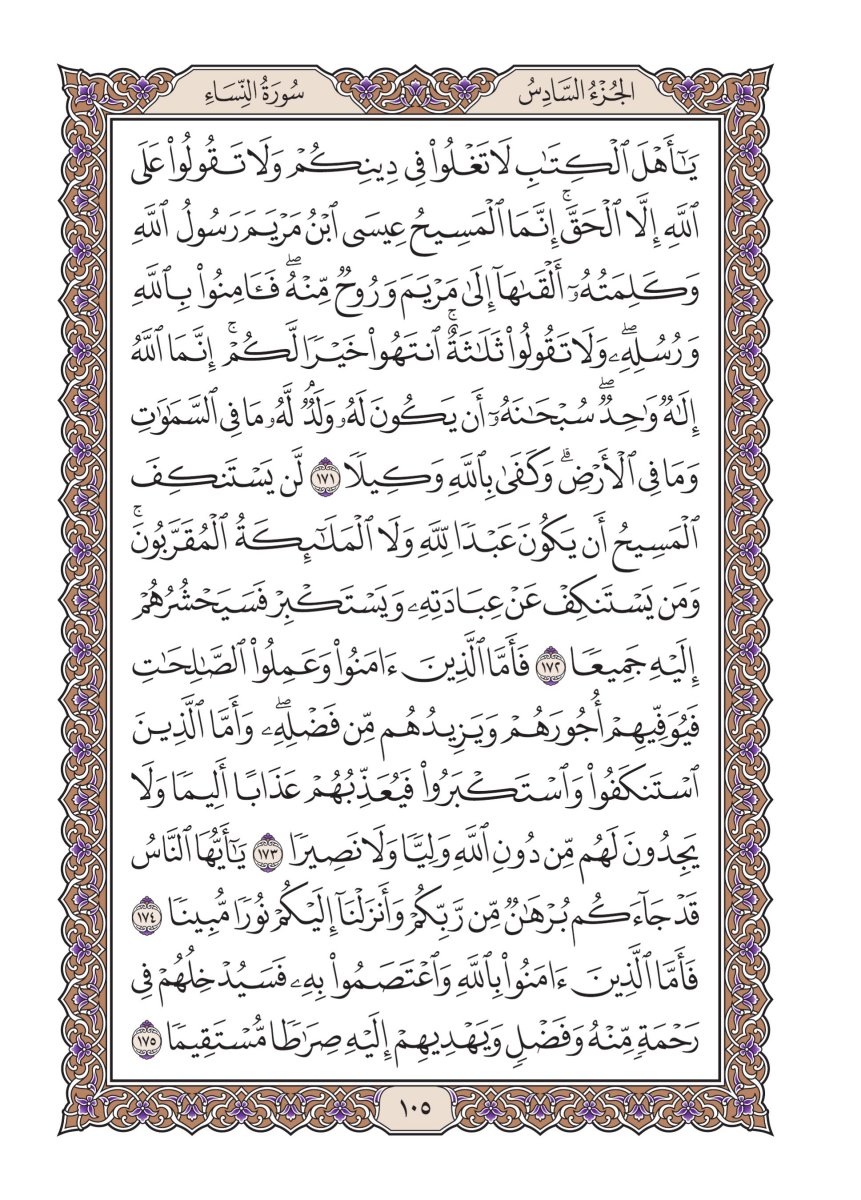 الجُزْءُ السَّادِسُ
سُورَةُ النِّسَاءِ
يَـٰٓأَهْلَ ٱلْكِتَـٰبِ لَا تَغْلُوا۟ فِى دِينِكُمْ وَلَا تَقُولُوا۟ عَلَى
ٱللَّهِ إِلَّا ٱلْحَقَّ ۚ إِنَّمَا ٱلْمَسِيحُ عِيسَى ٱبْنُ مَرْيَمَ رَسُولُ ٱللَّهِ
وَكَلِمَتُهُۥٓ أَلْقَىٰهَآ إِلَىٰ مَرْيَمَ وَرُوحٌ مِّنْهُ ۖ فَـَٔامِنُوا۟ بِٱللَّهِ
وَرُسُلِهِۦ ۖ وَلَا تَقُولُوا۟ ثَلَـٰثَةٌ ۚ ٱنتَهُوا۟ خَيْرًا لَّكُمْ ۚ إِنَّمَا ٱللَّهُ
إِلَـٰهٌ وَٰحِدٌ ۖ سُبْحَـٰنَهُۥٓ أَن يَكُونَ لَهُۥ وَلَدٌ ۘ لَّهُۥ مَا فِى ٱلسَّمَـٰوَٰتِ
وَمَا فِى ٱلْأَرْضِ ۗ وَكَفَىٰ بِٱللَّهِ وَكِيلًا ١٧١ لَّن يَسْتَنكِفَ
ٱلْمَسِيحُ أَن يَكُونَ عَبْدًا لِّلَّهِ وَلَا ٱلْمَلَـٰٓئِكَةُ ٱلْمُقَرَّبُونَ ۚ
وَمَن يَسْتَنكِفْ عَنْ عِبَادَتِهِۦ وَيَسْتَكْبِرْ فَسَيَحْشُرُهُمْ
إِلَيْهِ جَمِيعًا ١٧٢ فَأَمَّا ٱلَّذِينَ ءَامَنُوا۟ وَعَمِلُوا۟ ٱلصَّـٰلِحَـٰتِ
فَيُوَفِّيهِمْ أُجُورَهُمْ وَيَزِيدُهُم مِّن فَضْلِهِۦ ۖ وَأَمَّا ٱلَّذِينَ
ٱسْتَنكَفُوا۟ وَٱسْتَكْبَرُوا۟ فَيُعَذِّبُهُمْ عَذَابًا أَلِيمًا وَلَا
يَجِدُونَ لَهُم مِّن دُونِ ٱللَّهِ وَلِيًّا وَلَا نَصِيرًا ١٧٣ يَـٰٓأَيُّهَا ٱلنَّاسُ
قَدْ جَآءَكُم بُرْهَـٰنٌ مِّن رَّبِّكُمْ وَأَنزَلْنَآ إِلَيْكُمْ نُورًا مُّبِينًا ١٧٤
فَأَمَّا ٱلَّذِينَ ءَامَنُوا۟ بِٱللَّهِ وَٱعْتَصَمُوا۟ بِهِۦ فَسَيُدْخِلُهُمْ فِى
رَحْمَةٍ مِّنْهُ وَفَضْلٍ وَيَهْدِيهِمْ إِلَيْهِ صِرَٰطًا مُّسْتَقِيمًا ١٧٥
١٠٥